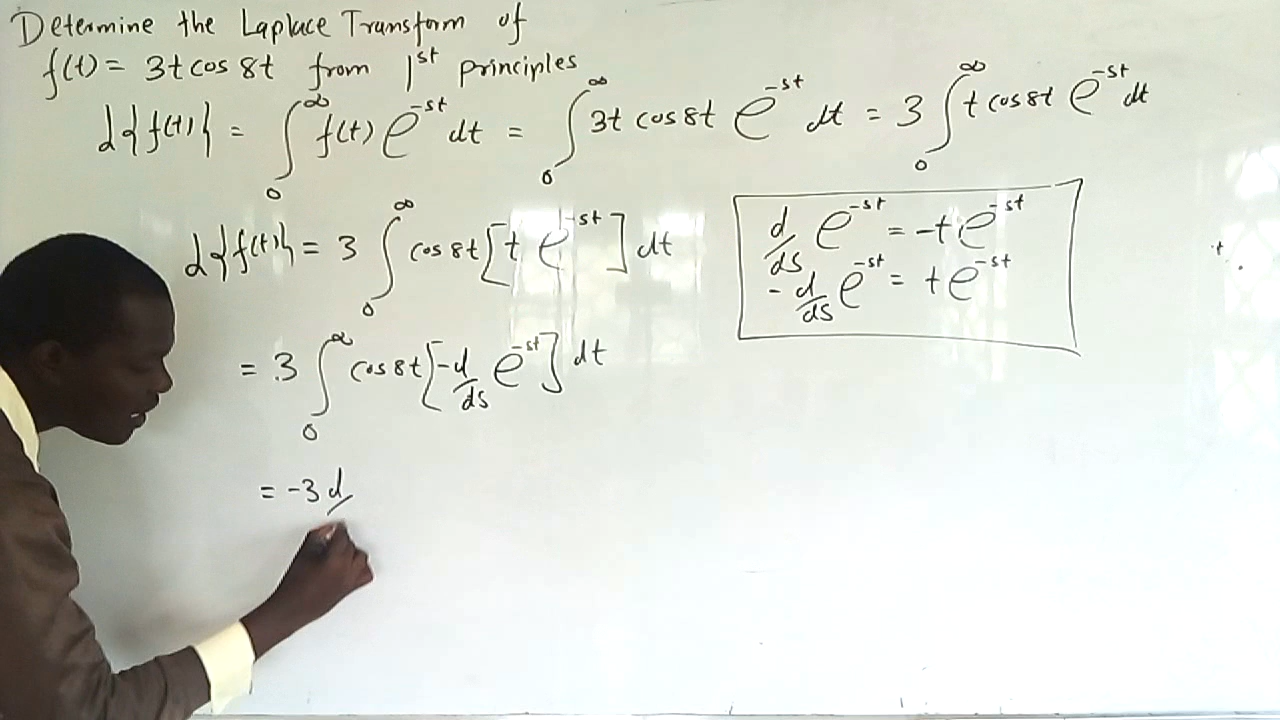 Determine the Laplace Transform of
f(t) = 3t cos 8t from 1st principles
L{f(t)} = ∫₀^∞ f(t) e^{-st} dt = ∫₀^∞ 3t cos 8t e^{-st} dt = 3 ∫₀^∞ t cos 8t e^{-st} dt
L{f(t)} = 3 ∫₀^∞ cos 8t [t e^{-st}] dt
d/ds e^{-st} = -t e^{-st}
-d/ds e^{-st} = t e^{-st}
= 3 ∫₀^∞ cos 8t [-d/ds e^{-st}] dt
= -3 d/